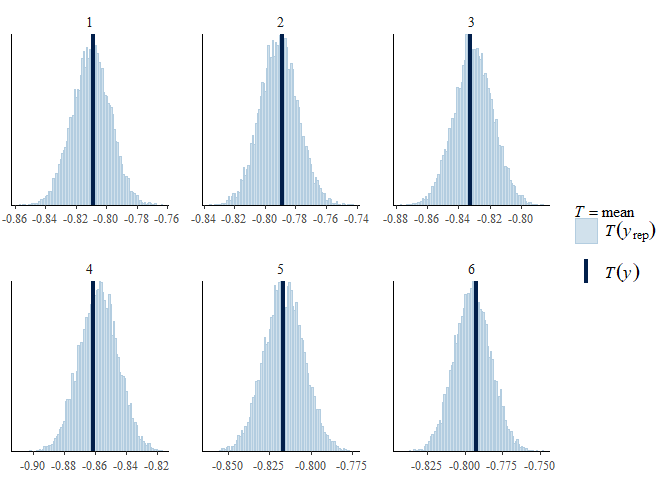 1 2 3
-0.86 -0.84 -0.82 -0.80 -0.78 -0.76 -0.84 -0.82 -0.80 -0.78 -0.76 -0.74 -0.88 -0.86 -0.84 -0.82 -0.80
T = mean
T(yrep)
T(y)
4 5 6
-0.90 -0.88 -0.86 -0.84 -0.82 -0.850 -0.825 -0.800 -0.775 -0.825 -0.800 -0.775 -0.750